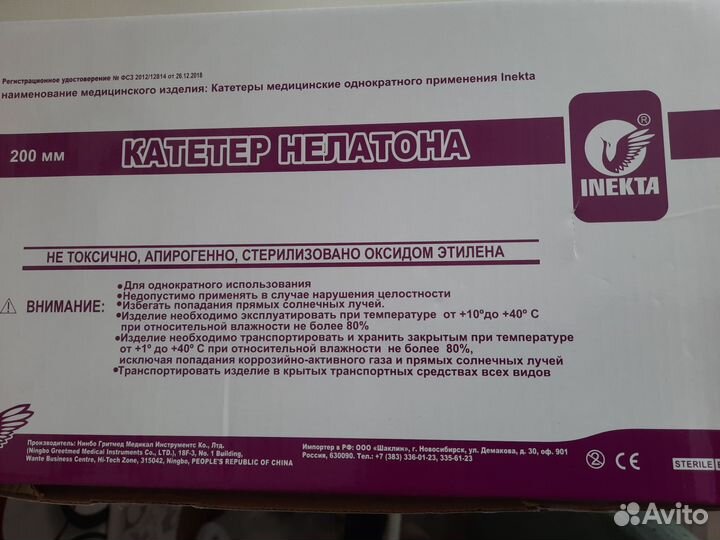 Регистрационное удостоверение № ФСЗ 2012/12814 от 26.12.2018
наименование медицинского изделия: Катетеры медицинские однократного применения Inekta
200 мм КАТЕТЕР НЕЛАТОНА
®
INEKTA
НЕ ТОКСИЧНО, АПИРОГЕННО, СТЕРИЛИЗОВАНО ОКСИДОМ ЭТИЛЕНА
ВНИМАНИЕ:
•Для однократного использования
•Недопустимо применять в случае нарушения целостности
•Избегать попадания прямых солнечных лучей.
•Изделие необходимо эксплуатировать при температуре от +10°до +40° С
при относительной влажности не более 80%
•Изделие необходимо транспортировать и хранить закрытым при температуре
от +1° до +40° С при относительной влажности не более 80%,
исключая попадания коррозийно-активного газа и прямых солнечных лучей
•Транспортировать изделие в крытых транспортных средствах всех видов
Производитель: Нинбо Гритмед Медикал Инструментс Ко., Лтд.
(Ningbo Greetmed Medical Instruments Co., LTD.), 18F-3, No. 1 Building,
Wante Business Centre, Hi-Tech Zone, 315042, Ningbo, PEOPLE'S REPUBLIC OF CHINA
Импортер в РФ: ООО «Шаклин», г. Новосибирск, ул. Демакова, д. 30, оф. 901
Россия, 630090. Тел.: +7 (383) 336-01-23, 335-61-23
2 CE STERILE
Avito